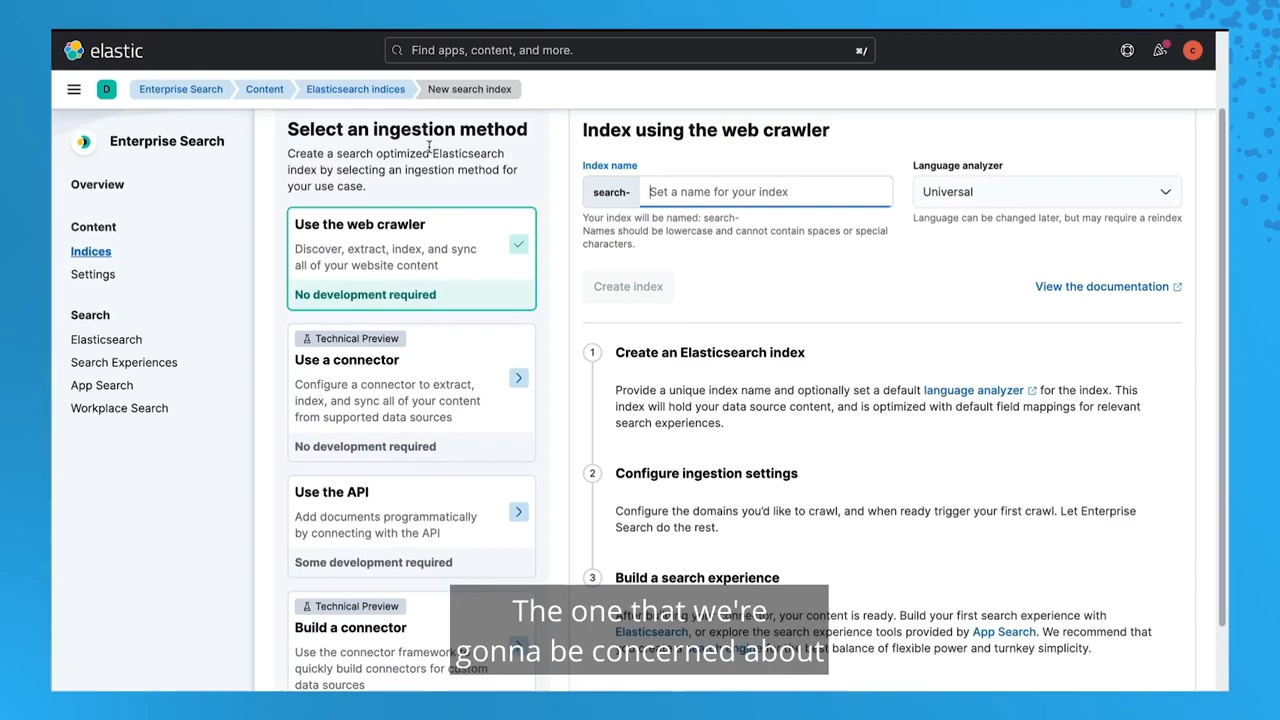 elastic
Find apps, content, and more.
⌘/
C
D
Enterprise Search
Content
Elasticsearch indices
New search index
Enterprise Search
Overview
Content
Indices
Settings
Search
Elasticsearch
Search Experiences
App Search
Workplace Search
Select an ingestion method
Create a search optimized Elasticsearch
index by selecting an ingestion method for
your use case.
Use the web crawler
Discover, extract, index, and sync
all of your website content
No development required
Technical Preview
Use a connector
Configure a connector to extract,
index, and sync all of your content
from supported data sources
No development required
Use the API
Add documents programmatically
by connecting with the API
Some development required
Technical Preview
Build a connector
Use the connector framework
quickly build connectors for custom
data sources
Index using the web crawler
Index name
search-
Set a name for your index
Your index will be named: search-
Names should be lowercase and cannot contain spaces or special
characters.
Language analyzer
Universal
Language can be changed later, but may require a reindex
Create index
View the documentation
1
Create an Elasticsearch index
Provide a unique index name and optionally set a default language analyzer for the index. This
index will hold your data source content, and is optimized with default field mappings for relevant
search experiences.
2
Configure ingestion settings
Configure the domains you'd like to crawl, and when ready trigger your first crawl. Let Enterprise
Search do the rest.
3
Build a search experience
your content is ready. Build your first search experience with
Elasticsearch, or explore the search experience tools provided by App Search. We recommend that
best balance of flexible power and turnkey simplicity.
The one that we're
gonna be concerned about